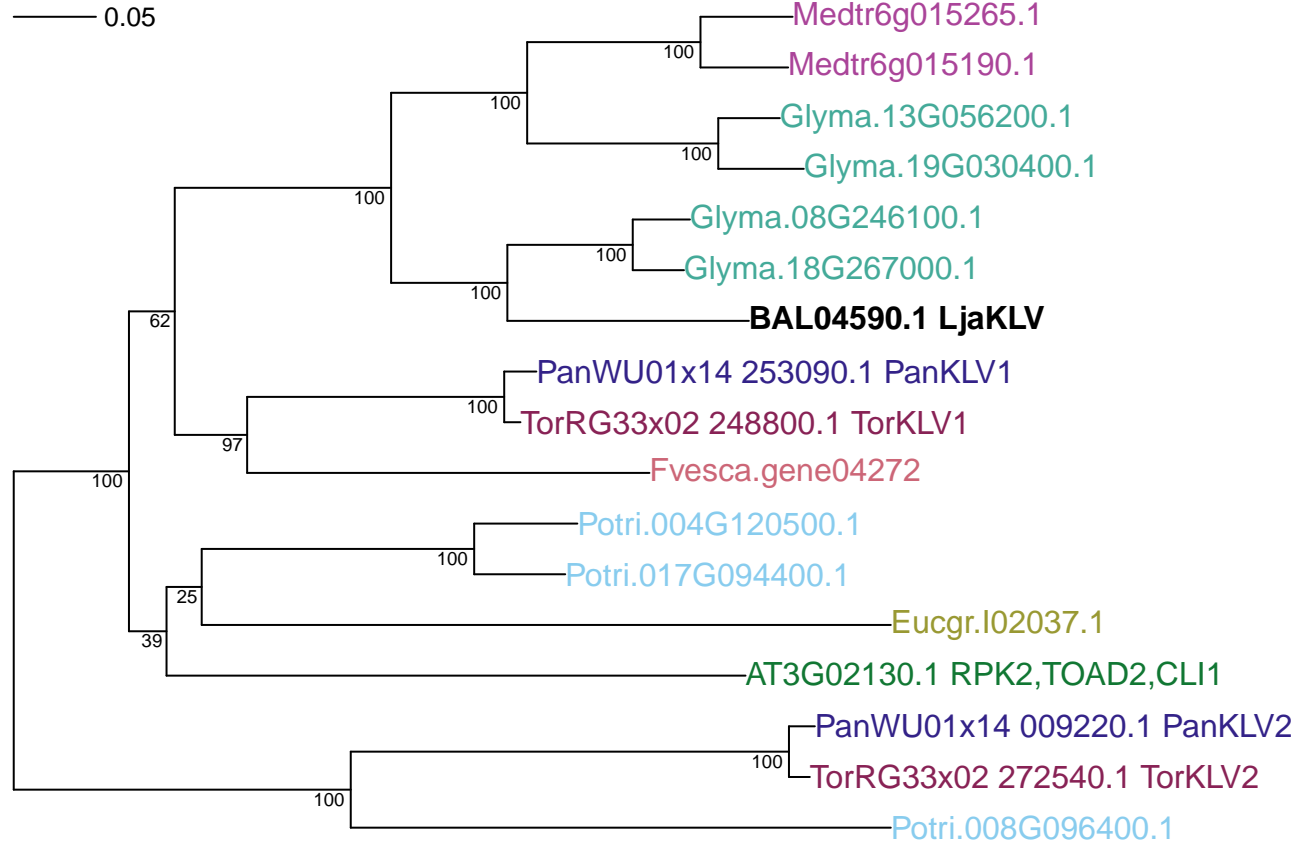 0.05
Medtr6g015265.1
100
Medtr6g015190.1
100
Glyma.13G056200.1
100
Glyma.19G030400.1
100
Glyma.08G246100.1
100
Glyma.18G267000.1
100
BAL04590.1 LjaKLV
62
PanWU01x14 253090.1 PanKLV1
100
TorRG33x02 248800.1 TorKLV1
97
Fvesca.gene04272
100
Potri.004G120500.1
100
Potri.017G094400.1
25
Eucgr.I02037.1
39
AT3G02130.1 RPK2,TOAD2,CLI1
PanWU01x14 009220.1 PanKLV2
100
TorRG33x02 272540.1 TorKLV2
100
Potri.008G096400.1